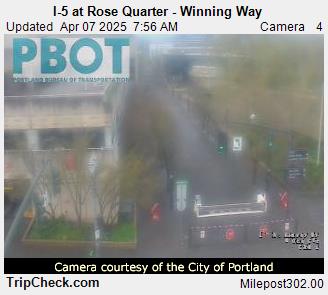 I-5 at Rose Quarter - Winning Way
Updated Apr 07 2025 7:56 AM Camera 4
PBOT
PORTLAND BUREAU OF TRANSPORTATION
Camera courtesy of the City of Portland
TripCheck.com Milepost302.00